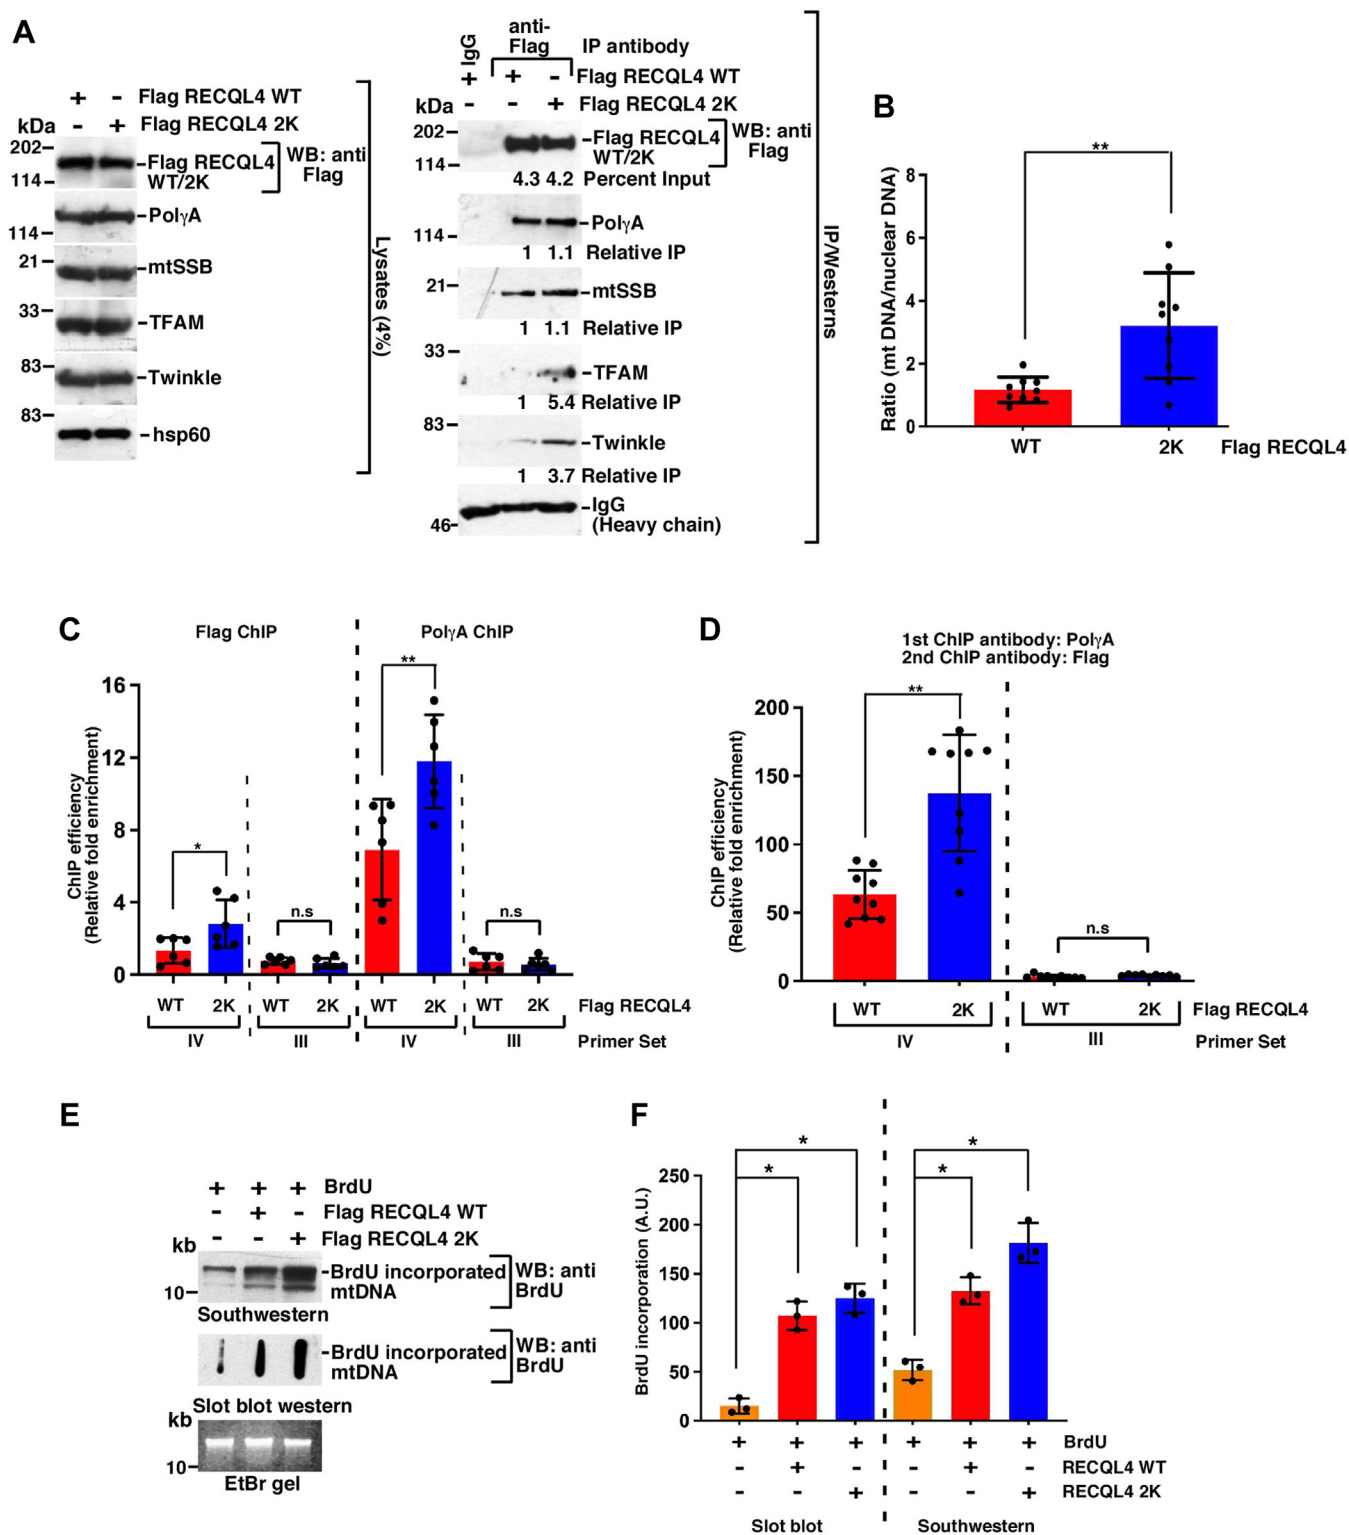 A
+ - Flag RECQL4 WT
kDa - + Flag RECQL4 2K
202
114
Flag RECQL4
WT/2K
WB: anti
Flag
PolγA
114
21
mtSSB
33
TFAM
83
Twinkle
83
hsp60
Lysates (4%)
IgG
anti-
Flag
IP antibody
+ + - Flag RECQL4 WT
kDa - - + Flag RECQL4 2K
202
114
Flag RECQL4
WT/2K
WB: anti
Flag
4.3 4.2 Percent Input
PolγA
114
1 1.1 Relative IP
21
mtSSB
1 1.1 Relative IP
33
TFAM
1 5.4 Relative IP
83
Twinkle
1 3.7 Relative IP
IgG
(Heavy chain)
46
IP/Westerns
B
**
Ratio (mt DNA/nuclear DNA)
8
6
4
2
0
WT 2K Flag RECQL4
C
Flag ChIP PolγA ChIP
ChIP efficiency
(Relative fold enrichment)
16
12
8
4
0
* n.s ** n.s
WT 2K WT 2K WT 2K WT 2K Flag RECQL4
IV III IV III Primer Set
D
1st ChIP antibody: PolγA
2nd ChIP antibody: Flag
ChIP efficiency
(Relative fold enrichment)
200
150
100
50
0
** n.s
WT 2K WT 2K Flag RECQL4
IV III Primer Set
E
+ + + BrdU
- + - Flag RECQL4 WT
- - + Flag RECQL4 2K
kb
10
BrdU incorporated
mtDNA
WB: anti
BrdU
Southwestern
BrdU incorporated
mtDNA
WB: anti
BrdU
Slot blot western
kb
10
EtBr gel
F
BrdU incorporation (A.U.)
250
200
150
100
50
0
* * * *
+ + + + + + BrdU
- + - - + - RECQL4 WT
- - + - - + RECQL4 2K
Slot blot Southwestern